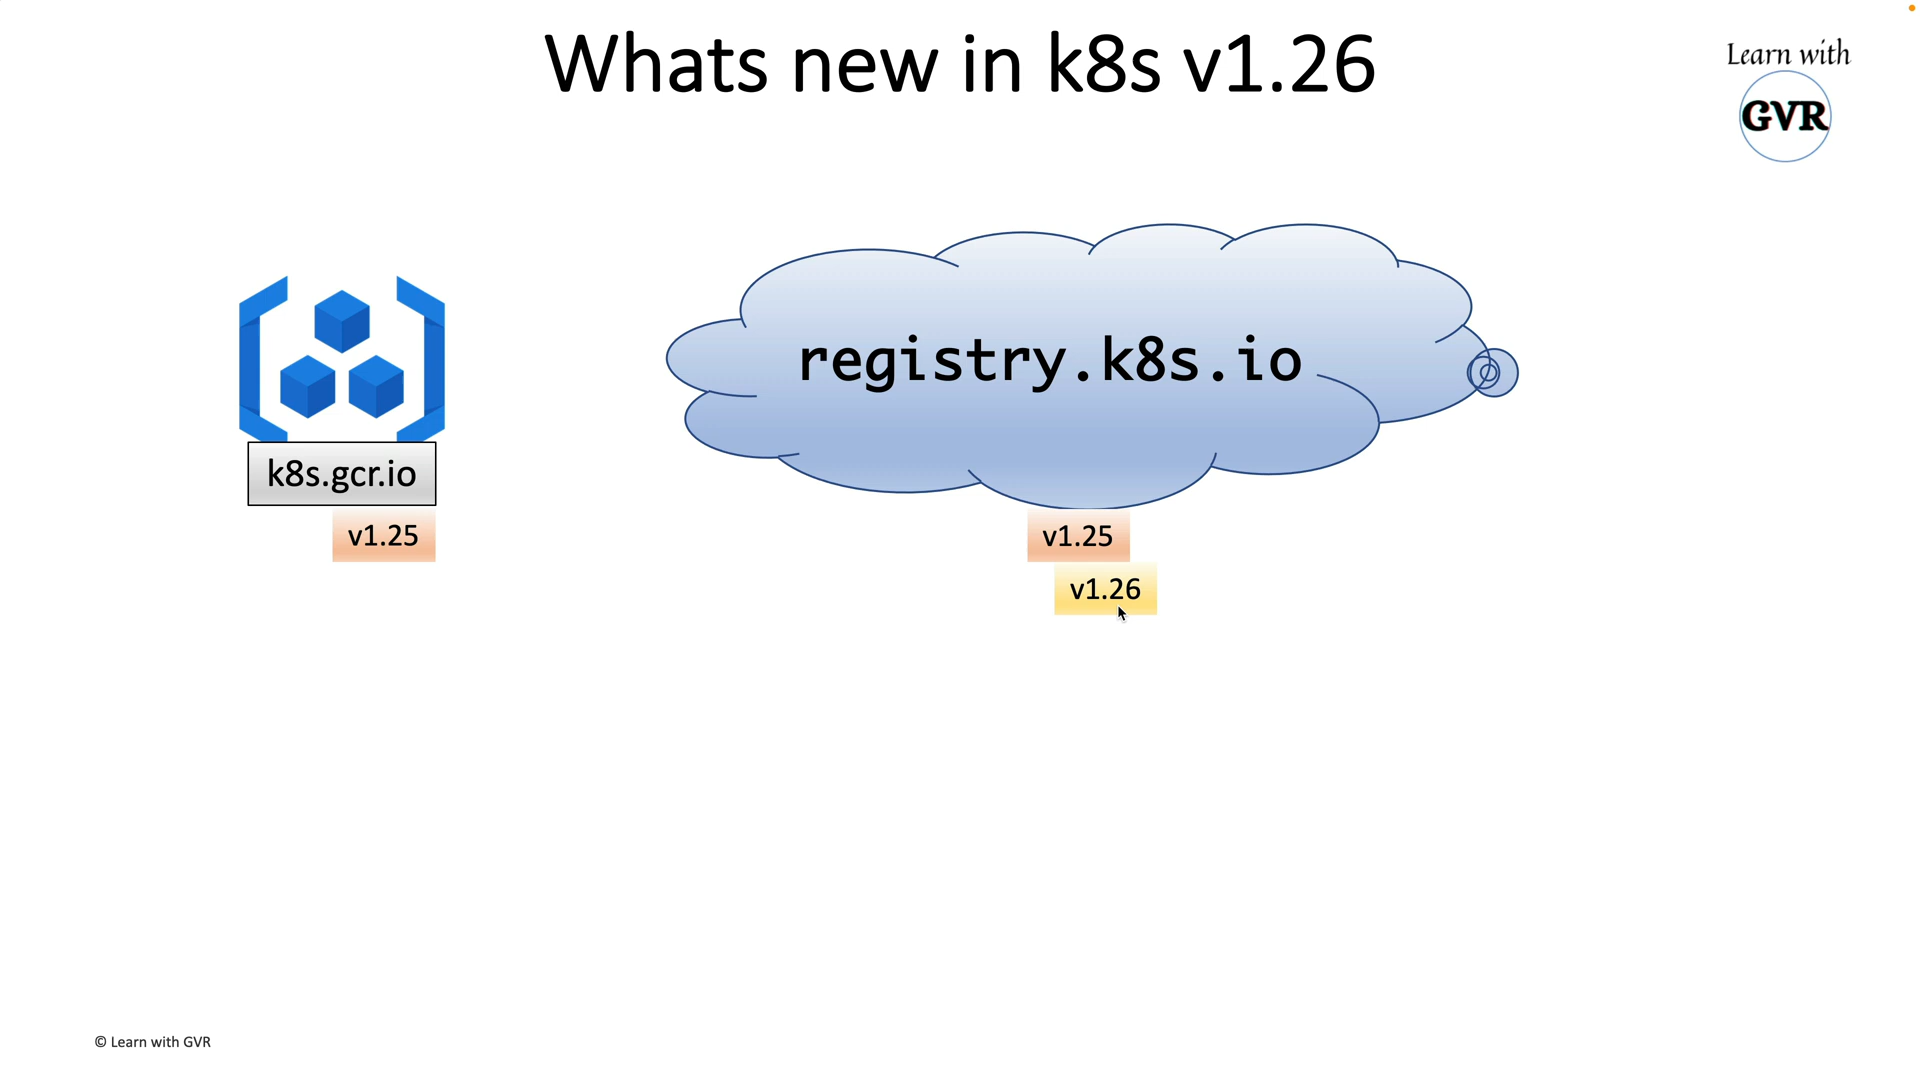 Whats new in k8s v1.26
Learn with
GVR
registry.k8s.io
k8s.gcr.io
v1.25
v1.25
v1.26
© Learn with GVR